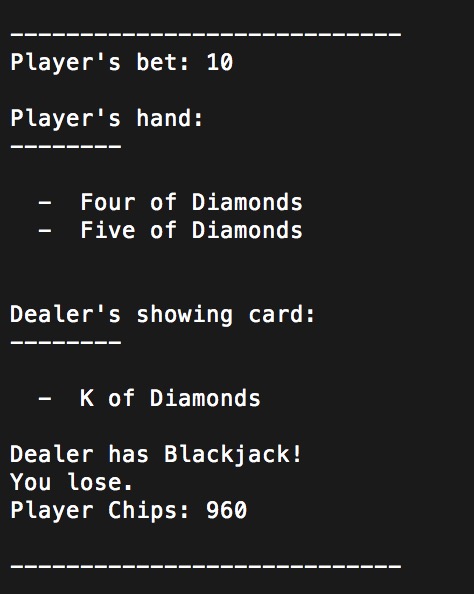 ----------------------------
Player's bet: 10
Player's hand:
--------
-  Four of Diamonds
-  Five of Diamonds
Dealer's showing card:
--------
-  K of Diamonds
Dealer has Blackjack!
You lose.
Player Chips: 960
----------------------------